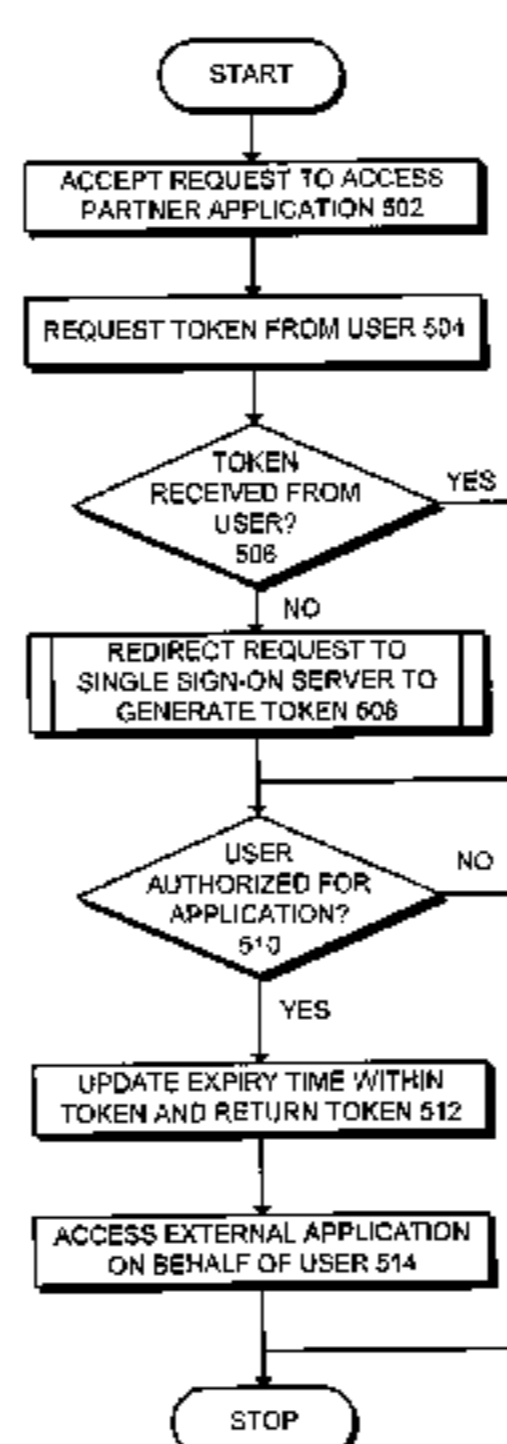 START
ACCEPT REQUEST TO ACCESS
PARTNER APPLICATION 502
REQUEST TOKEN FROM USER 504
TOKEN
RECEIVED FROM
USER?
506
YES
NO
REDIRECT REQUEST TO
SINGLE SIGN-ON SERVER TO
GENERATE TOKEN 508
USER
AUTHORIZED FOR
APPLICATION?
510
NO
YES
UPDATE EXPIRY TIME WITHIN
TOKEN AND RETURN TOKEN 512
ACCESS EXTERNAL APPLICATION
ON BEHALF OF USER 514
STOP